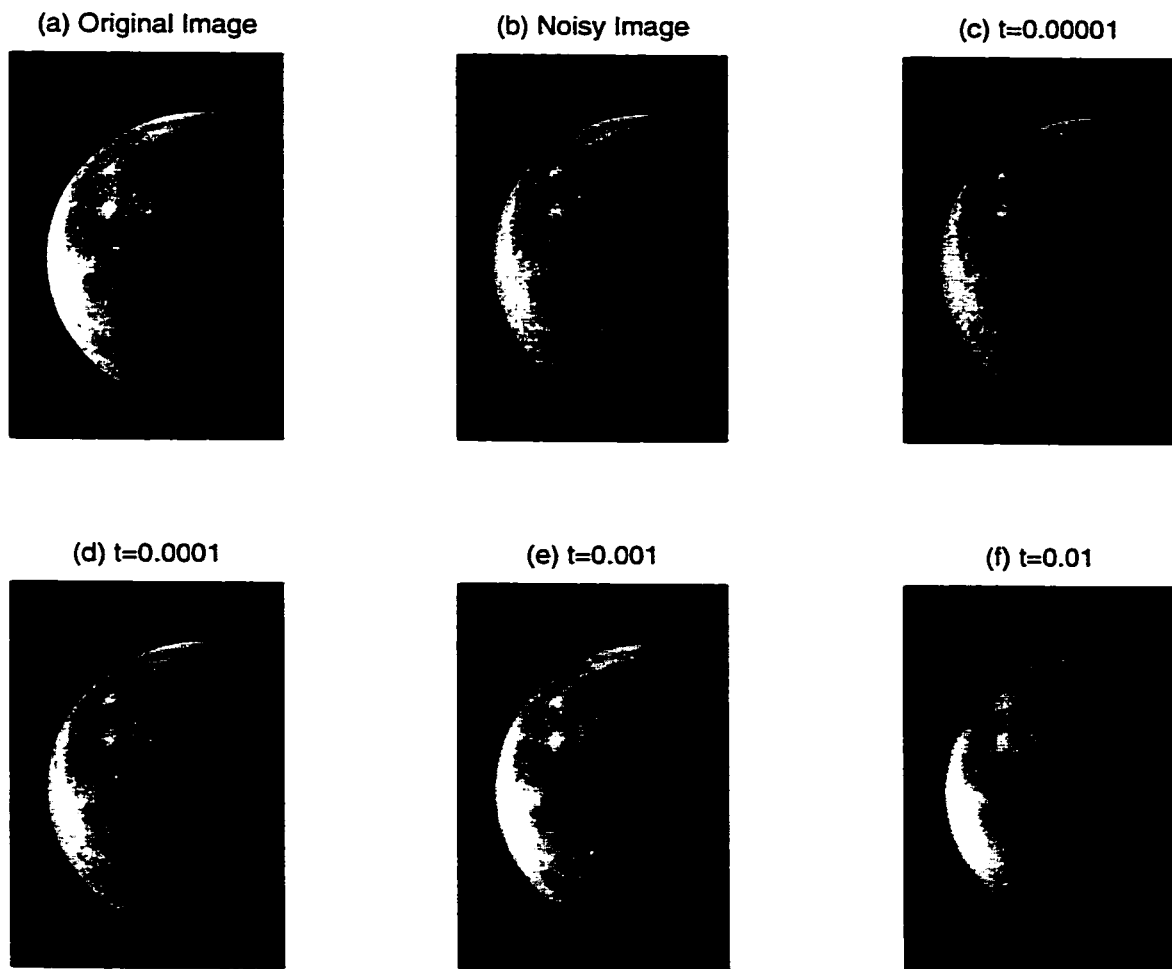 (a) Original Image
(b) Noisy Image
(c) t=0.00001
(d) t=0.0001
(e) t=0.001
(f) t=0.01